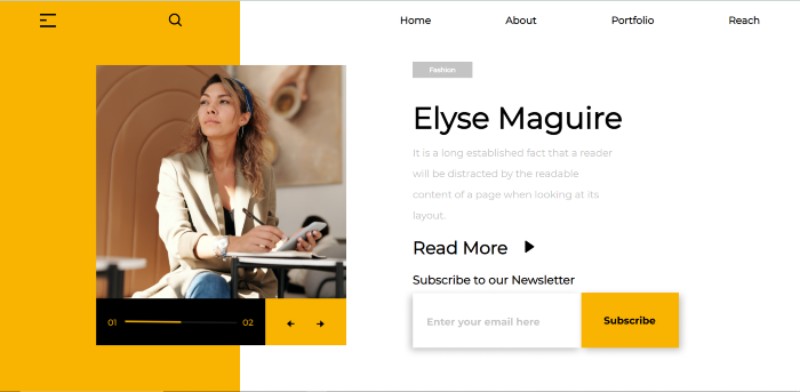 Home
About
Portfolio
Reach
Fashion
Elyse Maguire
It is a long established fact that a reader
will be distracted by the readable
content of a page when looking at its
layout.
Read More
Subscribe to our Newsletter
Enter your email here
Subscribe
01
02